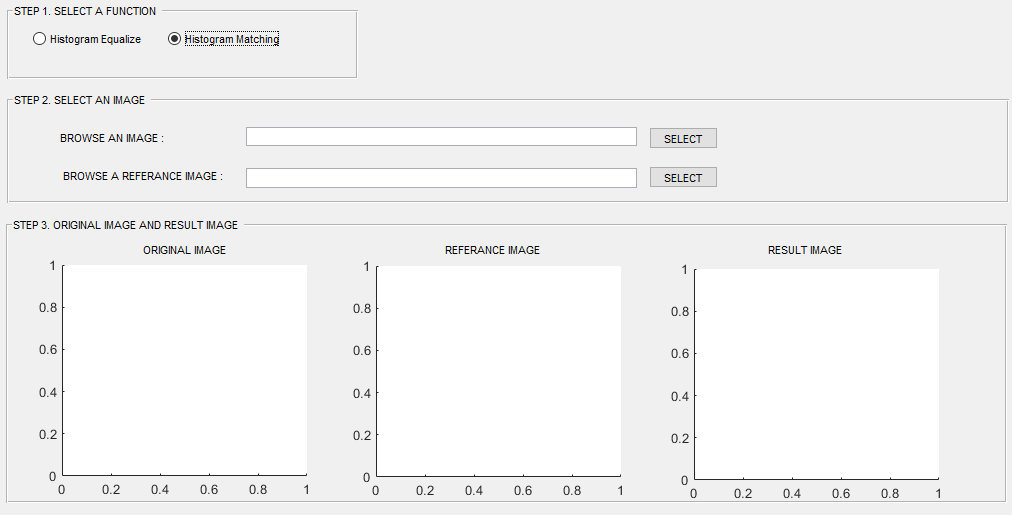 STEP 1. SELECT A FUNCTION
Histogram Equalize Histogram Matching
STEP 2. SELECT AN IMAGE
BROWSE AN IMAGE : SELECT
BROWSE A REFERANCE IMAGE : SELECT
STEP 3. ORIGINAL IMAGE AND RESULT IMAGE
ORIGINAL IMAGE
1
0.8
0.6
0.4
0.2
0
0 0.2 0.4 0.6 0.8 1
REFERANCE IMAGE
1
0.8
0.6
0.4
0.2
0
0 0.2 0.4 0.6 0.8 1
RESULT IMAGE
1
0.8
0.6
0.4
0.2
0
0 0.2 0.4 0.6 0.8 1